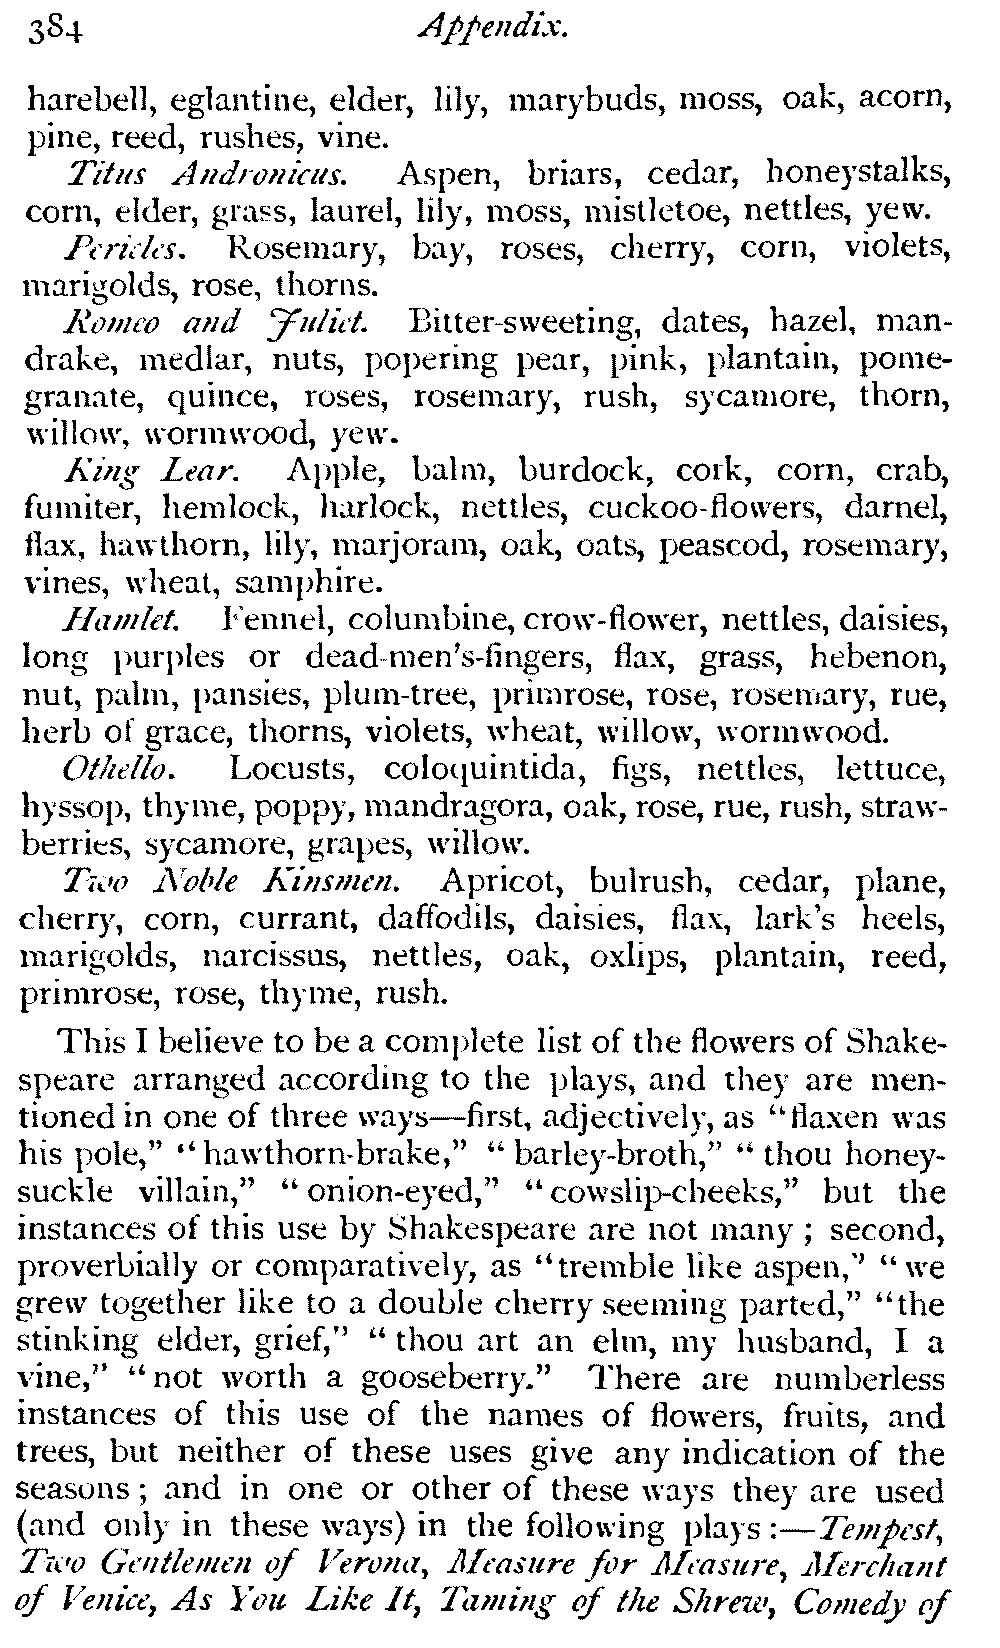 384 Appendix.
harebell, eglantine, elder, lily, marybuds, moss, oak, acorn,
pine, reed, rushes, vine.
Titus Andronicus. Aspen, briars, cedar, honeystalks,
corn, elder, grass, laurel, lily, moss, mistletoe, nettles, yew.
Pericles. Rosemary, bay, roses, cherry, corn, violets,
marigolds, rose, thorns.
Romeo and Juliet. Bitter-sweeting, dates, hazel, man-
drake, medlar, nuts, popering pear, pink, plantain, pome-
granate, quince, roses, rosemary, rush, sycamore, thorn,
willow, wormwood, yew.
King Lear. Apple, balm, burdock, cork, corn, crab,
fumiter, hemlock, harlock, nettles, cuckoo-flowers, darnel,
flax, hawthorn, lily, marjoram, oak, oats, peascod, rosemary,
vines, wheat, samphire.
Hamlet. Fennel, columbine, crow-flower, nettles, daisies,
long purples or dead-men's-fingers, flax, grass, hebenon,
nut, palm, pansies, plum-tree, primrose, rose, rosemary, rue,
herb of grace, thorns, violets, wheat, willow, wormwood.
Othello. Locusts, coloquintida, figs, nettles, lettuce,
hyssop, thyme, poppy, mandragora, oak, rose, rue, rush, straw-
berries, sycamore, grapes, willow.
Two Noble Kinsmen. Apricot, bulrush, cedar, plane,
cherry, corn, currant, daffodils, daisies, flax, lark's heels,
marigolds, narcissus, nettles, oak, oxlips, plantain, reed,
primrose, rose, thyme, rush.
This I believe to be a complete list of the flowers of Shake-
speare arranged according to the plays, and they are men-
tioned in one of three ways—first, adjectively, as "flaxen was
his pole," "hawthorn-brake," "barley-broth," "thou honey-
suckle villain," "onion-eyed," "cowslip-cheeks," but the
instances of this use by Shakespeare are not many; second,
proverbially or comparatively, as "tremble like aspen," "we
grew together like to a double cherry seeming parted," "the
stinking elder, grief," "thou art an elm, my husband, I a
vine," "not worth a gooseberry." There are numberless
instances of this use of the names of flowers, fruits, and
trees, but neither of these uses give any indication of the
seasons; and in one or other of these ways they are used
(and only in these ways) in the following plays:—Tempest,
Two Gentlemen of Verona, Measure for Measure, Merchant
of Venice, As You Like It, Taming of the Shrew, Comedy of